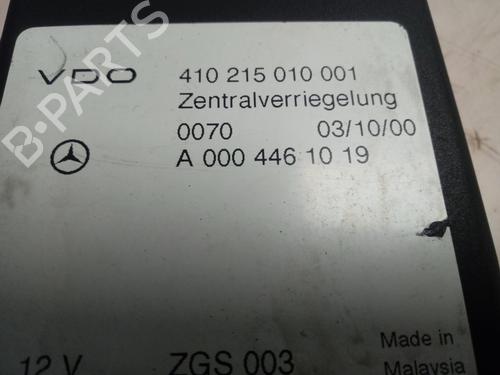 VDO 410 215 010 001
Zentralverriegelung
0070 03/10/00
A 000 446 10 19
B-PARTS
12 V ZGS 003 Made in
Malaysia